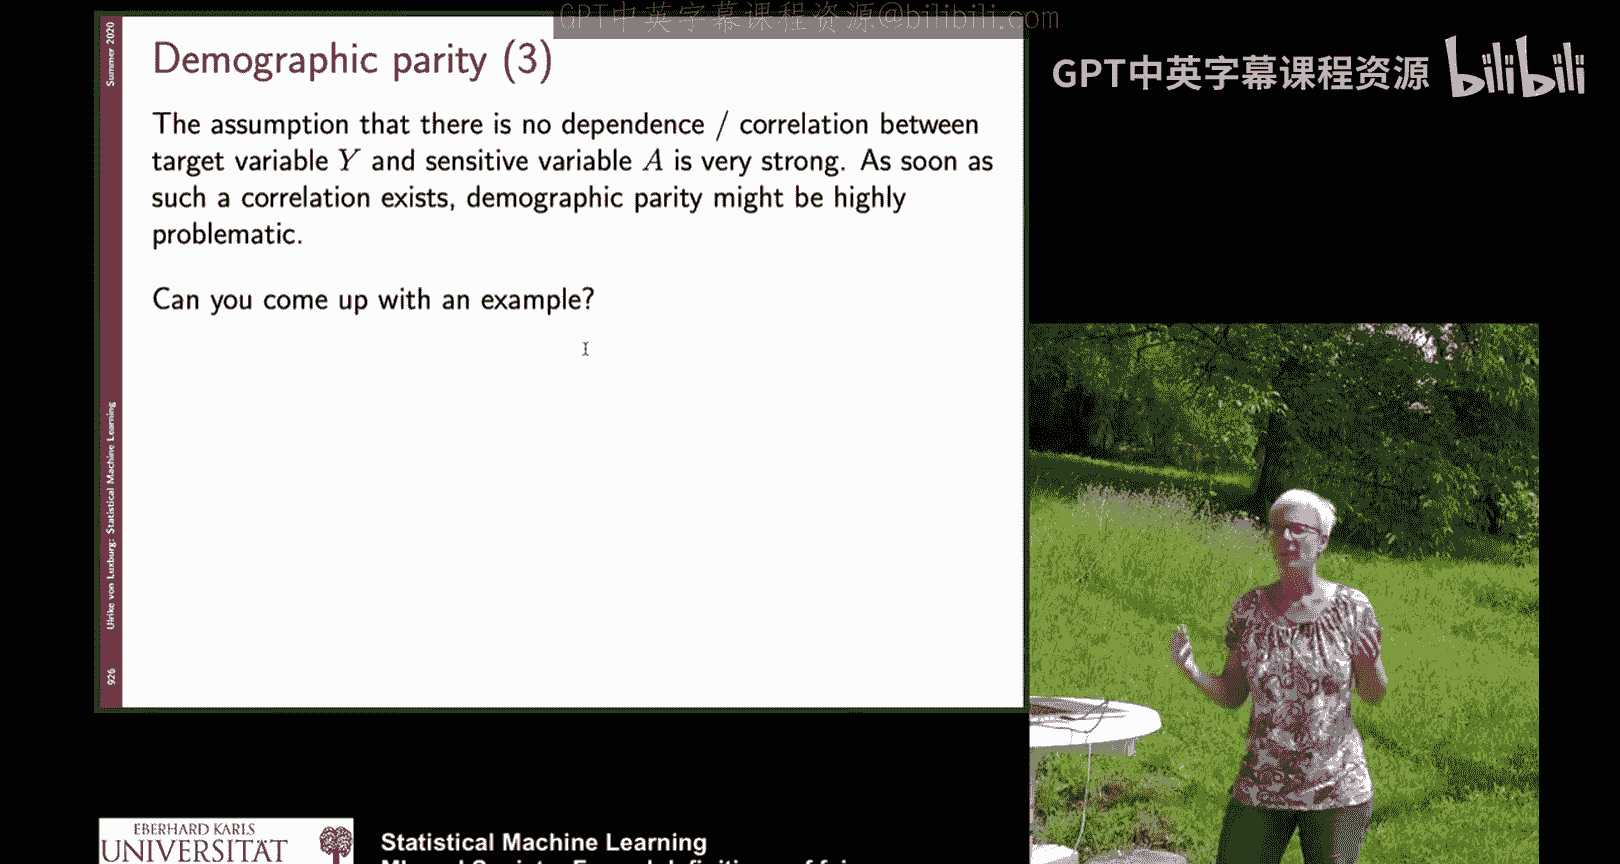 GPT中英字幕课程资源@bilibili.com
GPT中英字幕课程资源 bilibili
Summer 2020
Demographic parity (3)
The assumption that there is no dependence / correlation between
target variable Y and sensitive variable A is very strong. As soon as
such a correlation exists, demographic parity might be highly
problematic.
Can you come up with an example?
Ulrike von Luxburg: Statistical Machine Learning
926
EBERHARD KARLS
UNIVERSITÄT
Statistical Machine Learning